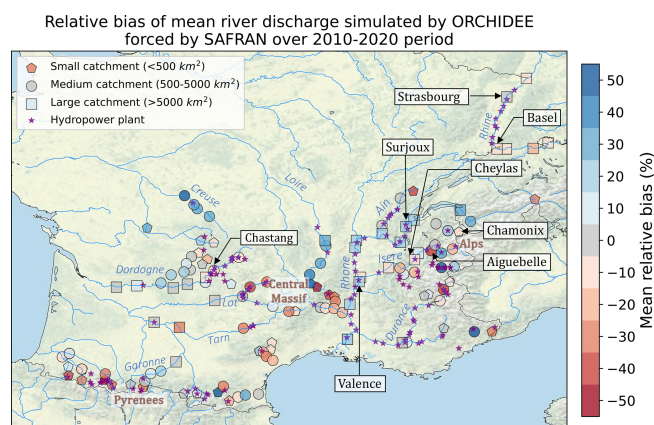 Relative bias of mean river discharge simulated by ORCHIDEE
forced by SAFRAN over 2010-2020 period
Small catchment (<500 km²)
Medium catchment (500-5000 km²)
Large catchment (>5000 km²)
Hydropower plant
Strasbourg
Basel
Rhine
Surjoux
Cheylas
Creuse
Loire
Ain
Chamonix
Chastang
Alps
Aiguebelle
Isere
Dordogne
Rhone
Central
Massif
Lot
Durance
Tarn
Garonne
Valence
Pyrenees
50
40
30
20
10
0
−10
−20
−30
−40
−50
Mean relative bias (%)